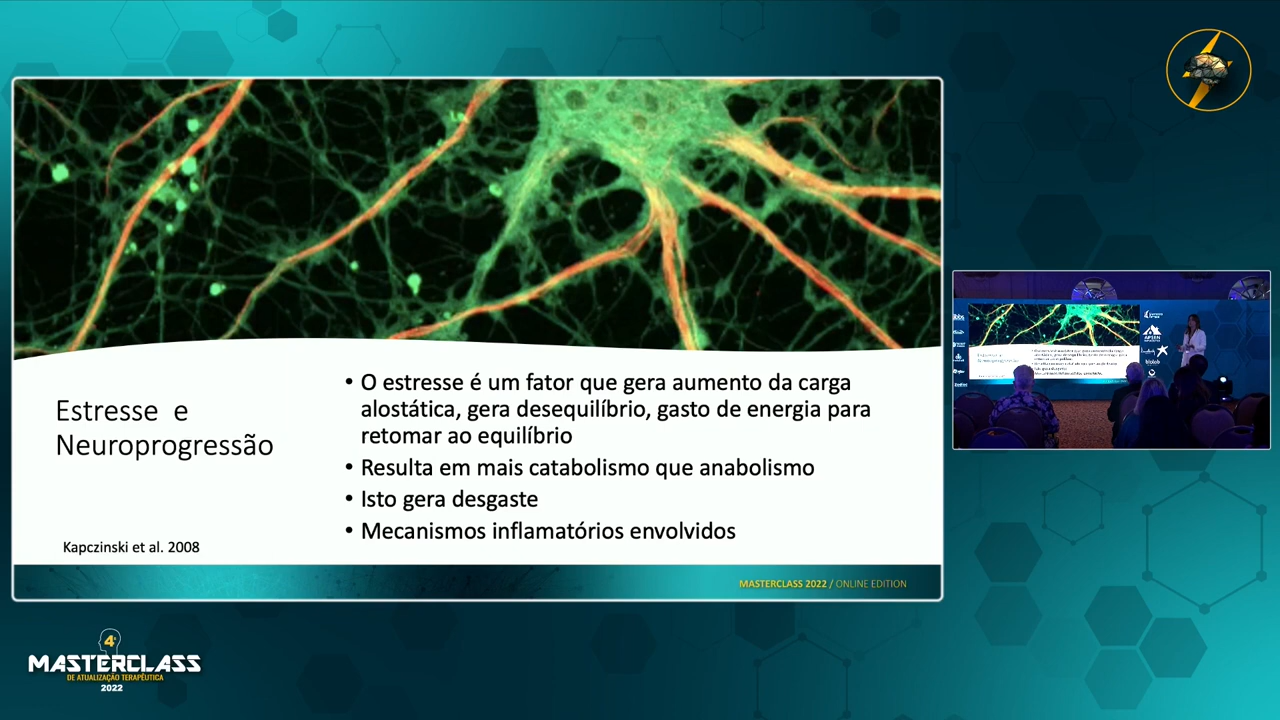 Estresse e
Neuroprogressão
Kapczinski et al. 2008
• O estresse é um fator que gera aumento da carga
alostática, gera desequilíbrio, gasto de energia para
retomar ao equilíbrio
• Resulta em mais catabolismo que anabolismo
• Isto gera desgaste
• Mecanismos inflamatórios envolvidos
MASTERCLASS 2022 / ONLINE EDITION
4ª
MASTERCLASS
DE ATUALIZAÇÃO TERAPÊUTICA
2022